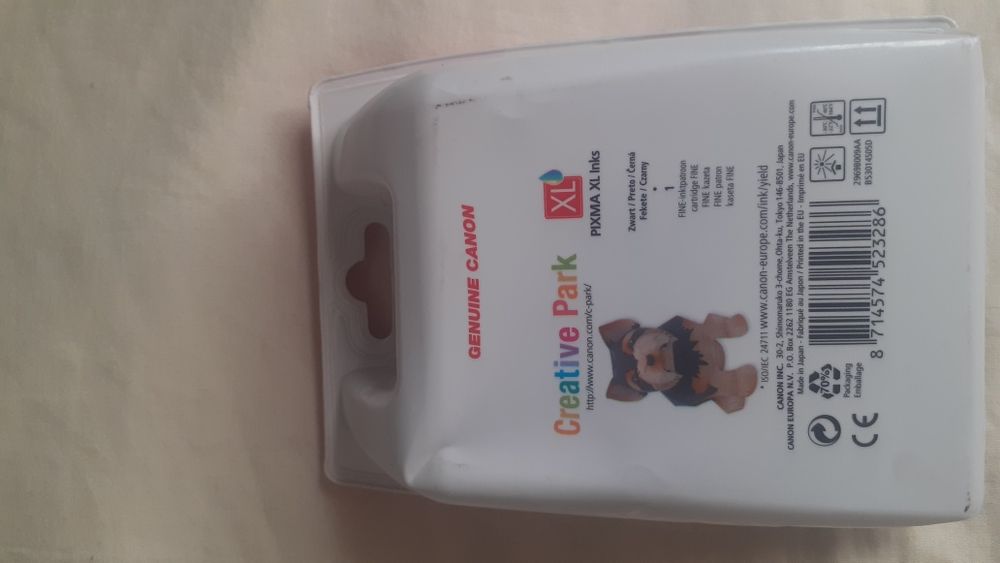 GENUINE CANON
Creative Park
http://www.canon.com/c-park/
XL
PIXMA XL Inks
Zwart / Preto / Černá
Fekete / Czarny
*
1
FINE-inktpatroon
cartridge FINE
FINE kazeta
FINE patron
kaseta FINE
* ISO/IEC 24711 www.canon-europe.com/ink/yield
CANON INC. 30-2, Shimomaruko 3-chome, Ohta-ku, Tokyo 146-8501, Japan
CANON EUROPA N.V. P.O. Box 2262 1180 EG Amstelveen The Netherlands, www.canon-europe.com
Made in Japan - Fabriqué au Japon / Printed in the EU - Imprimé en EU
70%
Packaging
Emballage
CE
8 714574 523286
2969B009AA
BS3014S05D